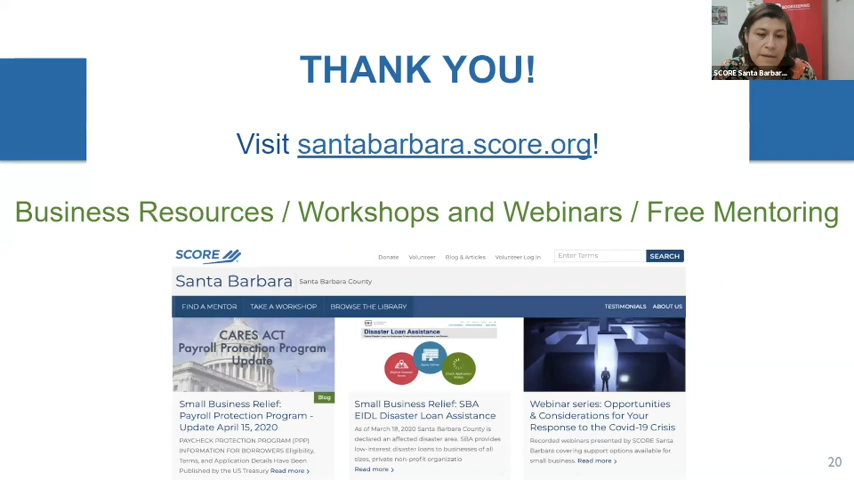 SCORE Santa Barbar...
THANK YOU!
Visit santabarbara.score.org!
Business Resources / Workshops and Webinars / Free Mentoring
SCORE
Donate Volunteer Blog & Articles Volunteer Log In Enter Terms SEARCH
Santa Barbara Santa Barbara County
FIND A MENTOR TAKE A WORKSHOP BROWSE THE LIBRARY TESTIMONIALS ABOUT US
CARES ACT
Payroll Protection Program
Update
Blog
Small Business Relief:
Payroll Protection Program -
Update April 15, 2020
PAYCHECK PROTECTION PROGRAM (PPP)
INFORMATION FOR BORROWERS Eligibility,
Terms, and Application Details Have Been
Published by the US Treasury Read more >
Disaster Loan Assistance
Small Business Relief: SBA
EIDL Disaster Loan Assistance
As of March 18, 2020 Santa Barbara County is
declared an affected disaster area. SBA provides
low-interest disaster loans to businesses of all
sizes, private non-profit organizatio
Read more >
Webinar series: Opportunities
& Considerations for Your
Response to the Covid-19 Crisis
Recorded webinars presented by SCORE Santa
Barbara covering support options available for
small business. Read more >
20